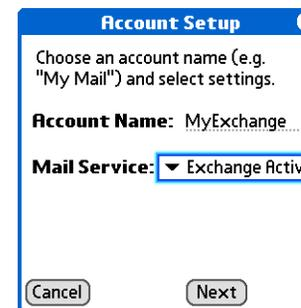 Account Setup
Choose an account name (e.g.
"My Mail") and select settings.
Account Name: MyExchange
Mail Service: Exchange Activ
Cancel Next